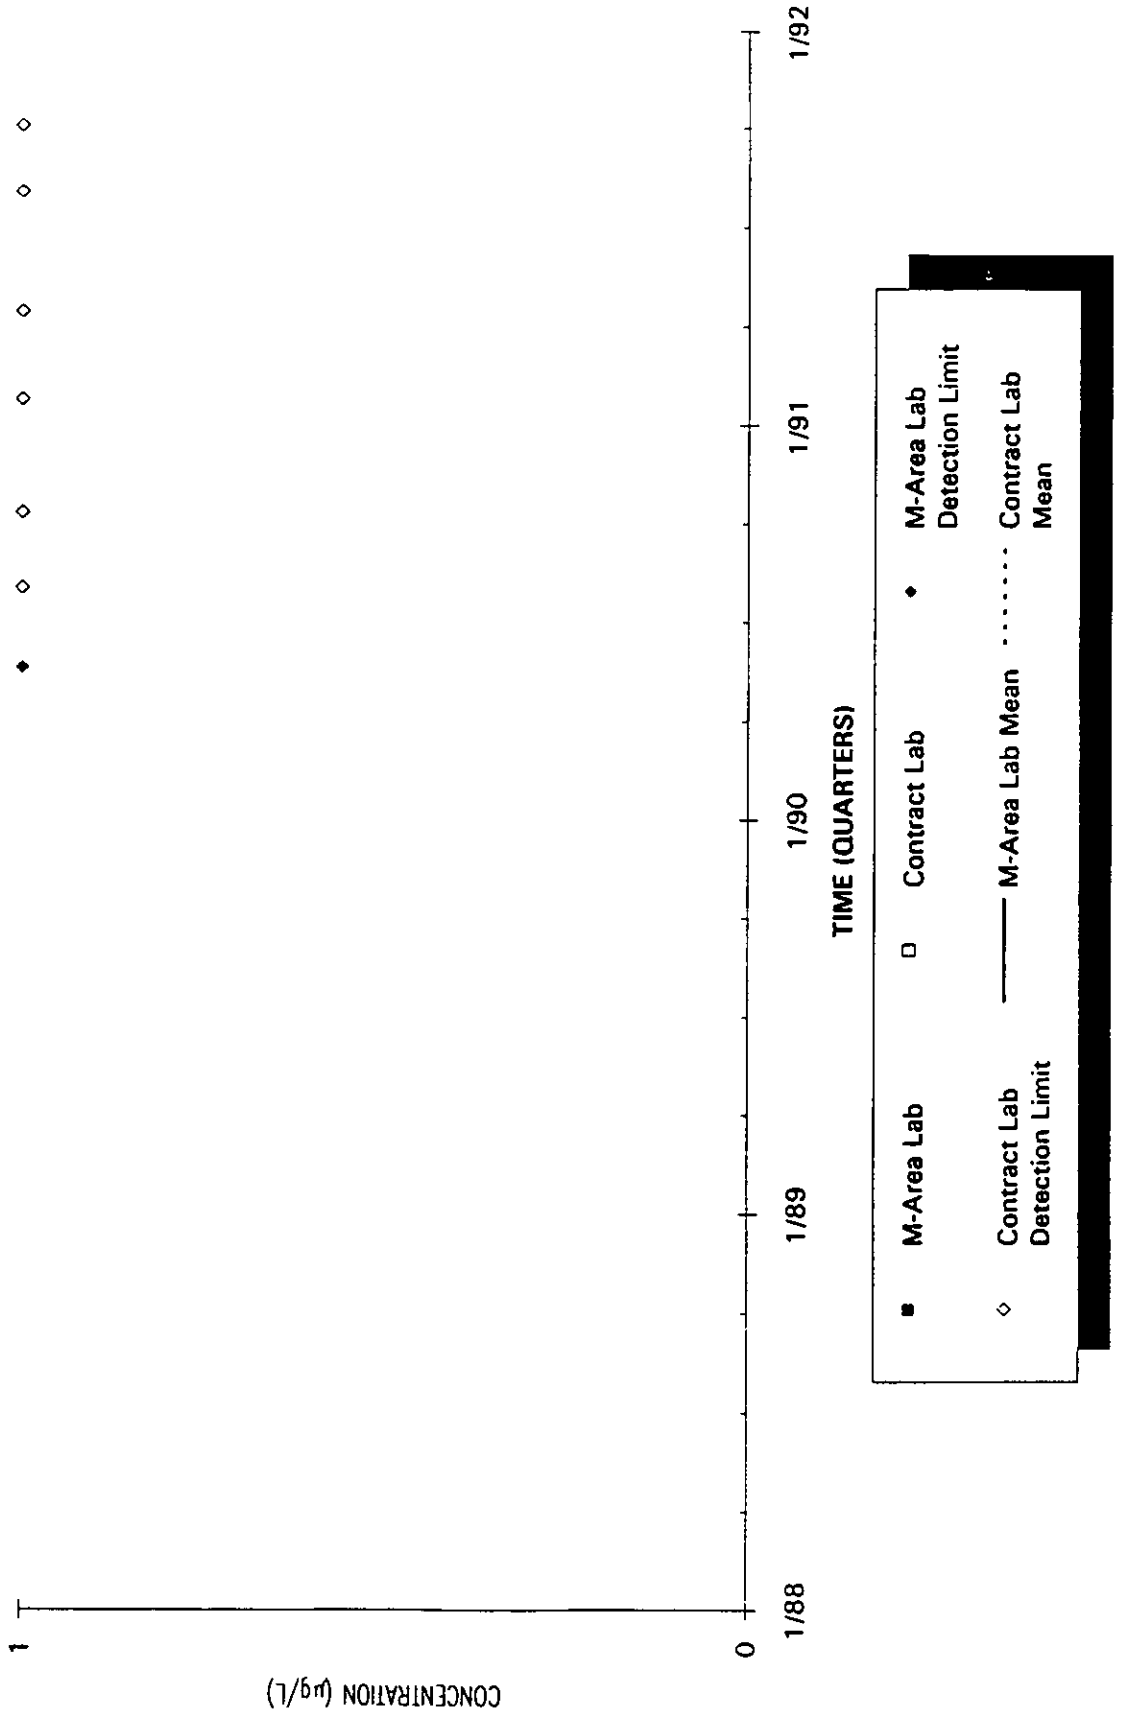 CONCENTRATION (µg/L)
1
0
1/88
1/89
1/90
1/91
1/92
TIME (QUARTERS)
M-Area Lab
Contract Lab
M-Area Lab
Detection Limit
Contract Lab
Detection Limit
M-Area Lab Mean
Contract Lab
Mean